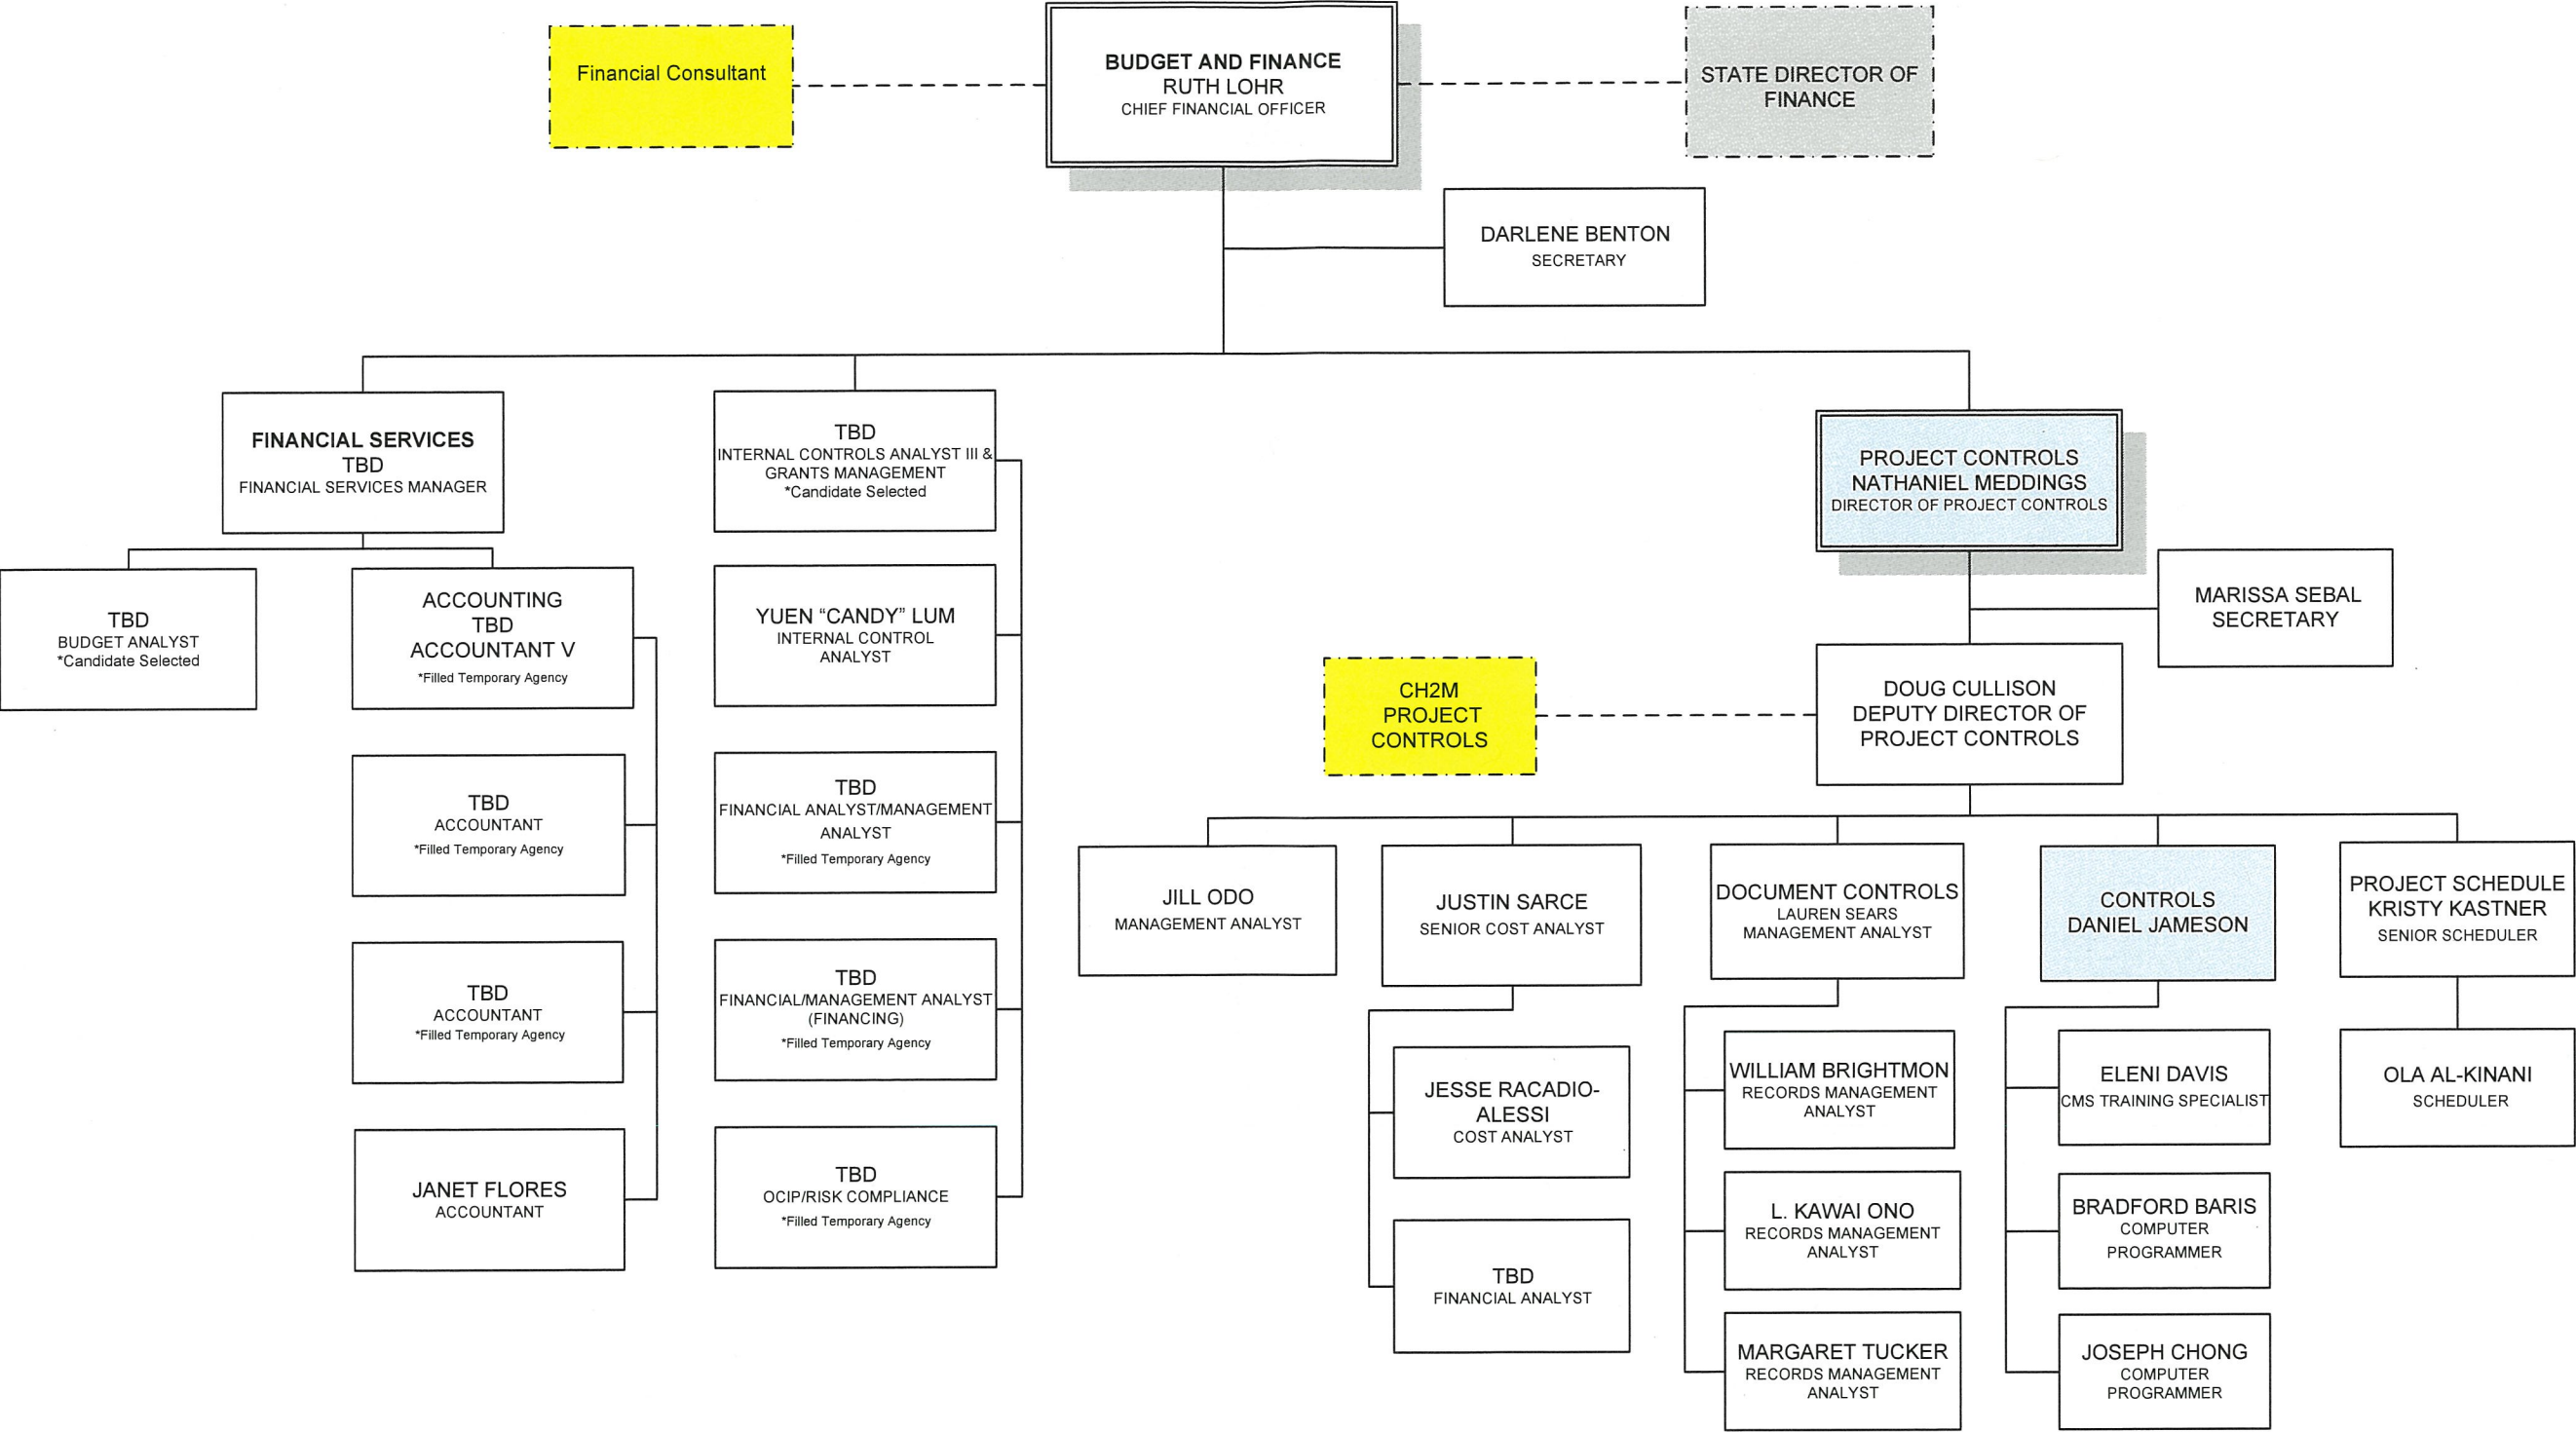 Financial Consultant
BUDGET AND FINANCE
RUTH LOHR
CHIEF FINANCIAL OFFICER
STATE DIRECTOR OF
FINANCE
DARLENE BENTON
SECRETARY
FINANCIAL SERVICES
TBD
FINANCIAL SERVICES MANAGER
TBD
BUDGET ANALYST
*Candidate Selected
ACCOUNTING
TBD
ACCOUNTANT V
*Filled Temporary Agency
TBD
ACCOUNTANT
*Filled Temporary Agency
TBD
ACCOUNTANT
*Filled Temporary Agency
JANET FLORES
ACCOUNTANT
TBD
INTERNAL CONTROLS ANALYST III &
GRANTS MANAGEMENT
*Candidate Selected
YUEN “CANDY” LUM
INTERNAL CONTROL
ANALYST
TBD
FINANCIAL ANALYST/MANAGEMENT
ANALYST
*Filled Temporary Agency
TBD
FINANCIAL/MANAGEMENT ANALYST
(FINANCING)
*Filled Temporary Agency
TBD
OCIP/RISK COMPLIANCE
*Filled Temporary Agency
PROJECT CONTROLS
NATHANIEL MEDDINGS
DIRECTOR OF PROJECT CONTROLS
MARISSA SEBAL
SECRETARY
CH2M
PROJECT
CONTROLS
DOUG CULLISON
DEPUTY DIRECTOR OF
PROJECT CONTROLS
JILL ODO
MANAGEMENT ANALYST
JUSTIN SARCE
SENIOR COST ANALYST
JESSE RACADIO-
ALESSI
COST ANALYST
TBD
FINANCIAL ANALYST
DOCUMENT CONTROLS
LAUREN SEARS
MANAGEMENT ANALYST
WILLIAM BRIGHTMON
RECORDS MANAGEMENT
ANALYST
L. KAWAI ONO
RECORDS MANAGEMENT
ANALYST
MARGARET TUCKER
RECORDS MANAGEMENT
ANALYST
CONTROLS
DANIEL JAMESON
ELENI DAVIS
CMS TRAINING SPECIALIST
BRADFORD BARIS
COMPUTER
PROGRAMMER
JOSEPH CHONG
COMPUTER
PROGRAMMER
PROJECT SCHEDULE
KRISTY KASTNER
SENIOR SCHEDULER
OLA AL-KINANI
SCHEDULER